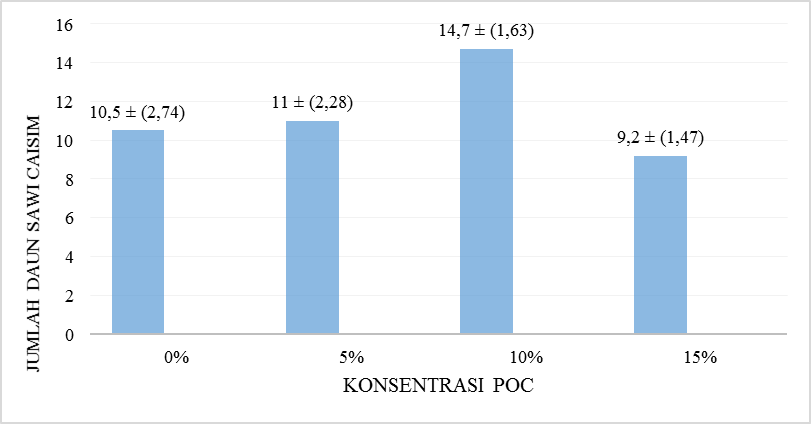 JUMLAH DAUN SAWI CAISIM
16
14
12
10
8
6
4
2
0
10,5 ± (2,74)
11 ± (2,28)
14,7 ± (1,63)
9,2 ± (1,47)
0%
5%
10%
15%
KONSENTRASI POC